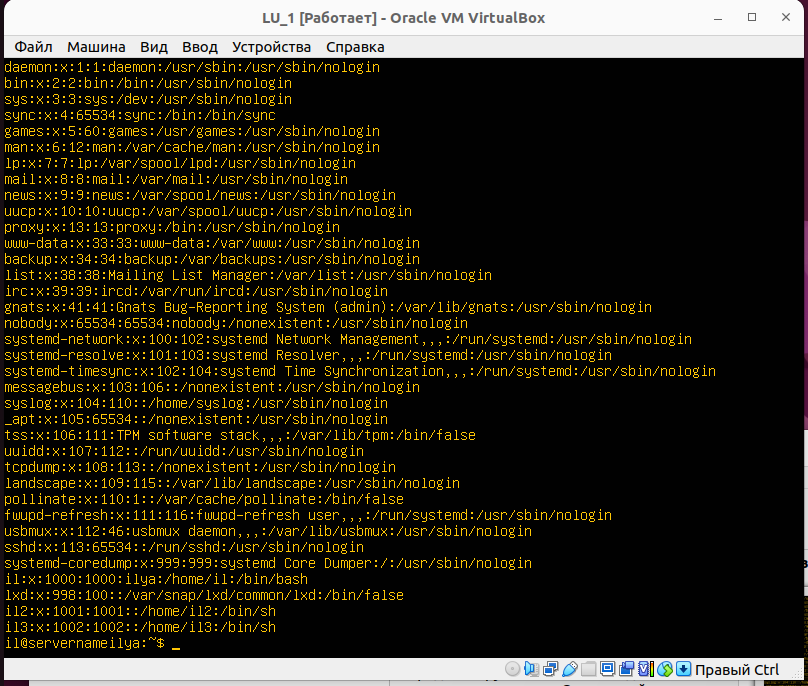 LU_1 [Работает] - Oracle VM VirtualBox
Файл Машина Вид Ввод Устройства Справка
daemon:x:1:1:daemon:/usr/sbin:/usr/sbin/nologin
bin:x:2:2:bin:/bin:/usr/sbin/nologin
sys:x:3:3:sys:/dev:/usr/sbin/nologin
sync:x:4:65534:sync:/bin:/bin/sync
games:x:5:60:games:/usr/games:/usr/sbin/nologin
man:x:6:12:man:/var/cache/man:/usr/sbin/nologin
lp:x:7:7:lp:/var/spool/lpd:/usr/sbin/nologin
mail:x:8:8:mail:/var/mail:/usr/sbin/nologin
news:x:9:9:news:/var/spool/news:/usr/sbin/nologin
uucp:x:10:10:uucp:/var/spool/uucp:/usr/sbin/nologin
proxy:x:13:13:proxy:/bin:/usr/sbin/nologin
www-data:x:33:33:www-data:/var/www:/usr/sbin/nologin
backup:x:34:34:backup:/var/backups:/usr/sbin/nologin
list:x:38:38:Mailing List Manager:/var/list:/usr/sbin/nologin
irc:x:39:39:ircd:/var/run/ircd:/usr/sbin/nologin
gnats:x:41:41:Gnats Bug-Reporting System (admin):/var/lib/gnats:/usr/sbin/nologin
nobody:x:65534:65534:nobody:/nonexistent:/usr/sbin/nologin
systemd-network:x:100:102:systemd Network Management,,,:/run/systemd:/usr/sbin/nologin
systemd-resolve:x:101:103:systemd Resolver,,,:/run/systemd:/usr/sbin/nologin
systemd-timesync:x:102:104:systemd Time Synchronization,,,:/run/systemd:/usr/sbin/nologin
messagebus:x:103:106::/nonexistent:/usr/sbin/nologin
syslog:x:104:110::/home/syslog:/usr/sbin/nologin
_apt:x:105:65534::/nonexistent:/usr/sbin/nologin
tss:x:106:111:TPM software stack,,,:/var/lib/tpm:/bin/false
uuidd:x:107:112::/run/uuidd:/usr/sbin/nologin
tcpdump:x:108:113::/nonexistent:/usr/sbin/nologin
landscape:x:109:115::/var/lib/landscape:/usr/sbin/nologin
pollinate:x:110:1::/var/cache/pollinate:/bin/false
fwupd-refresh:x:111:116:fwupd-refresh user,,,:/run/systemd:/usr/sbin/nologin
usbmux:x:112:46:usbmux daemon,,,:/var/lib/usbmux:/usr/sbin/nologin
sshd:x:113:65534::/run/sshd:/usr/sbin/nologin
systemd-coredump:x:999:999:systemd Core Dumper:/:/usr/sbin/nologin
il:x:1000:1000:ilya:/home/il:/bin/bash
lxd:x:998:100::/var/snap/lxd/common/lxd:/bin/false
il2:x:1001:1001::/home/il2:/bin/sh
il3:x:1002:1002::/home/il3:/bin/sh
il@servernameilya:~$ _
Правый Ctrl